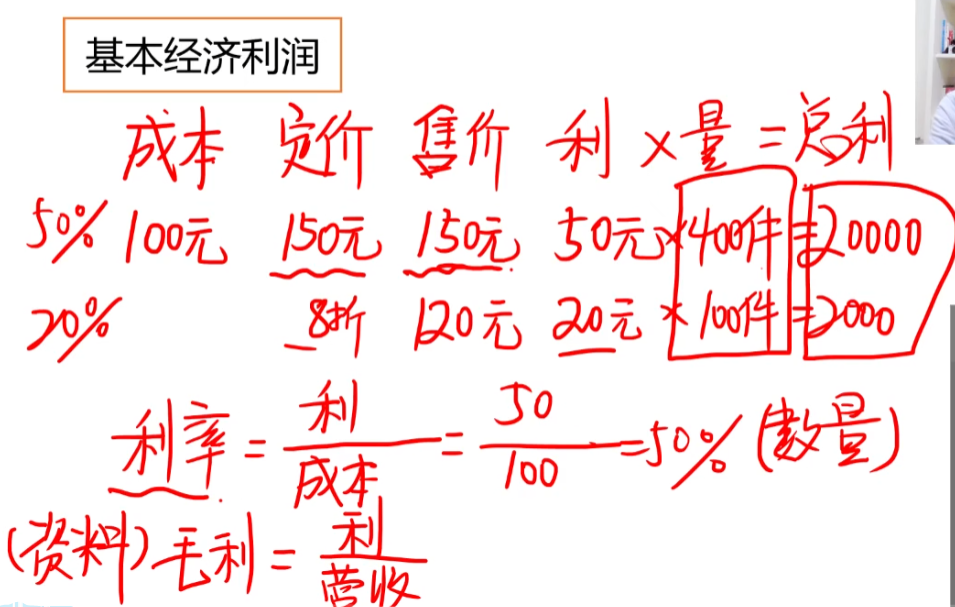 基本经济利润
成本 定价 售价 利 × 量 = 总利
50% 100元 150元 150元 50元 × 400件 = 20000
20% 8折 120元 20元 × 100件 = 2000
利率 = 利/成本 = 50/100 = 50% (数量)
(资料) 毛利 = 利/营收